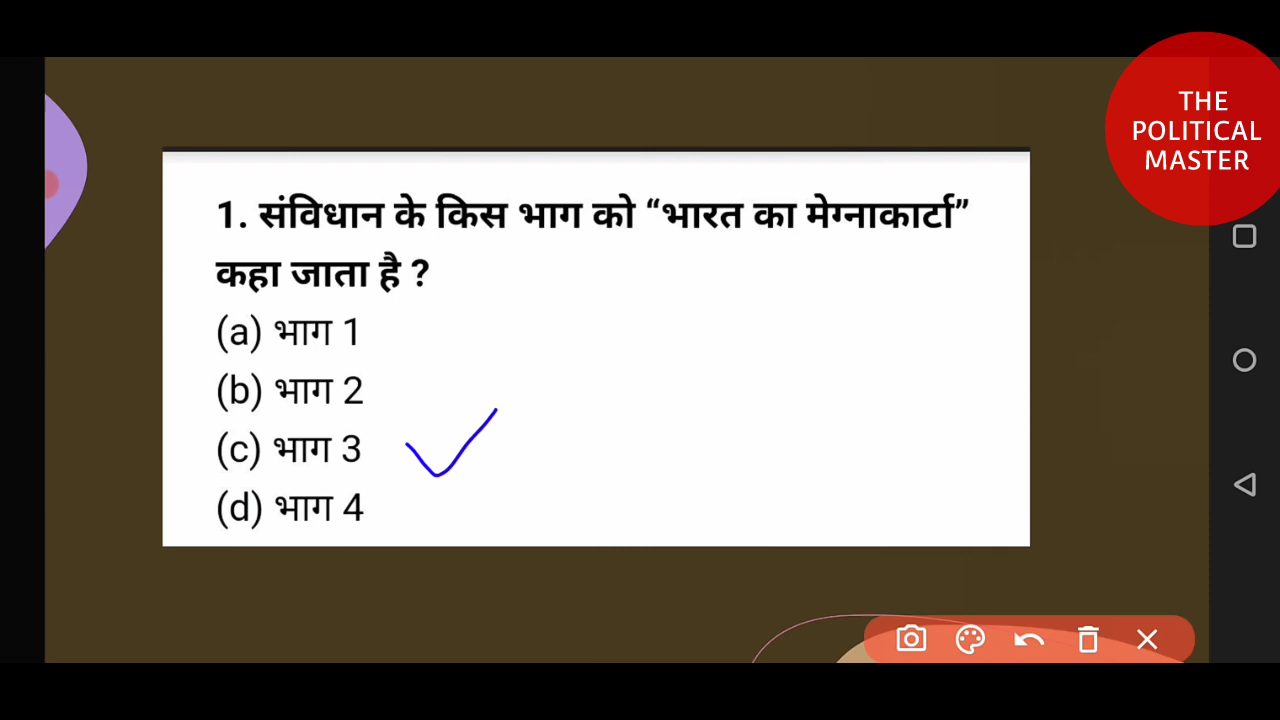 THE
POLITICAL
MASTER
1. संविधान के किस भाग को “भारत का मेग्नाकार्टा”
कहा जाता है ?
(a) भाग 1
(b) भाग 2
(c) भाग 3
(d) भाग 4